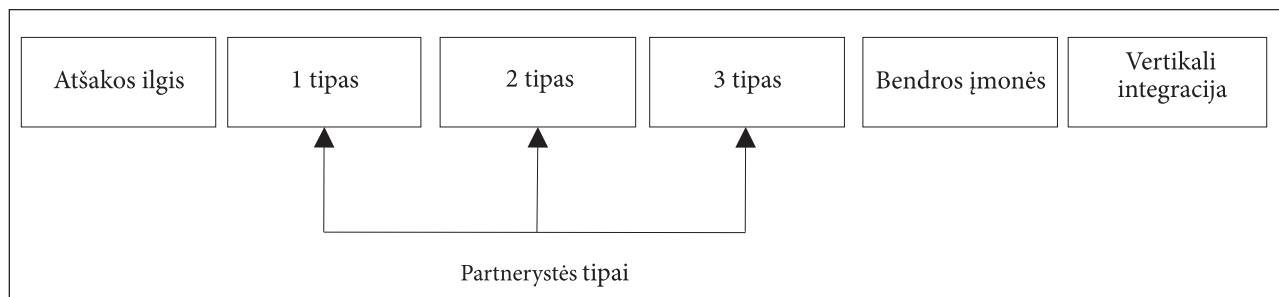 Atšakos ilgis
1 tipas
2 tipas
3 tipas
Bendros įmonės
Vertikali
integracija
Partnerystės tipai